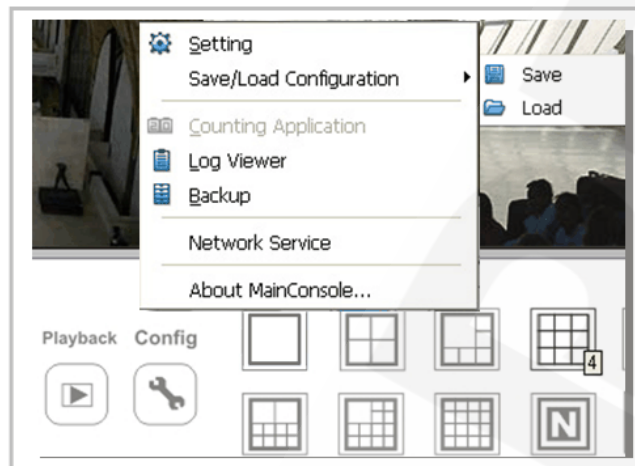 Setting
Save/Load Configuration
Save
Load
Counting Application
Log Viewer
Backup
Network Service
About MainConsole...
Playback Config
4
N